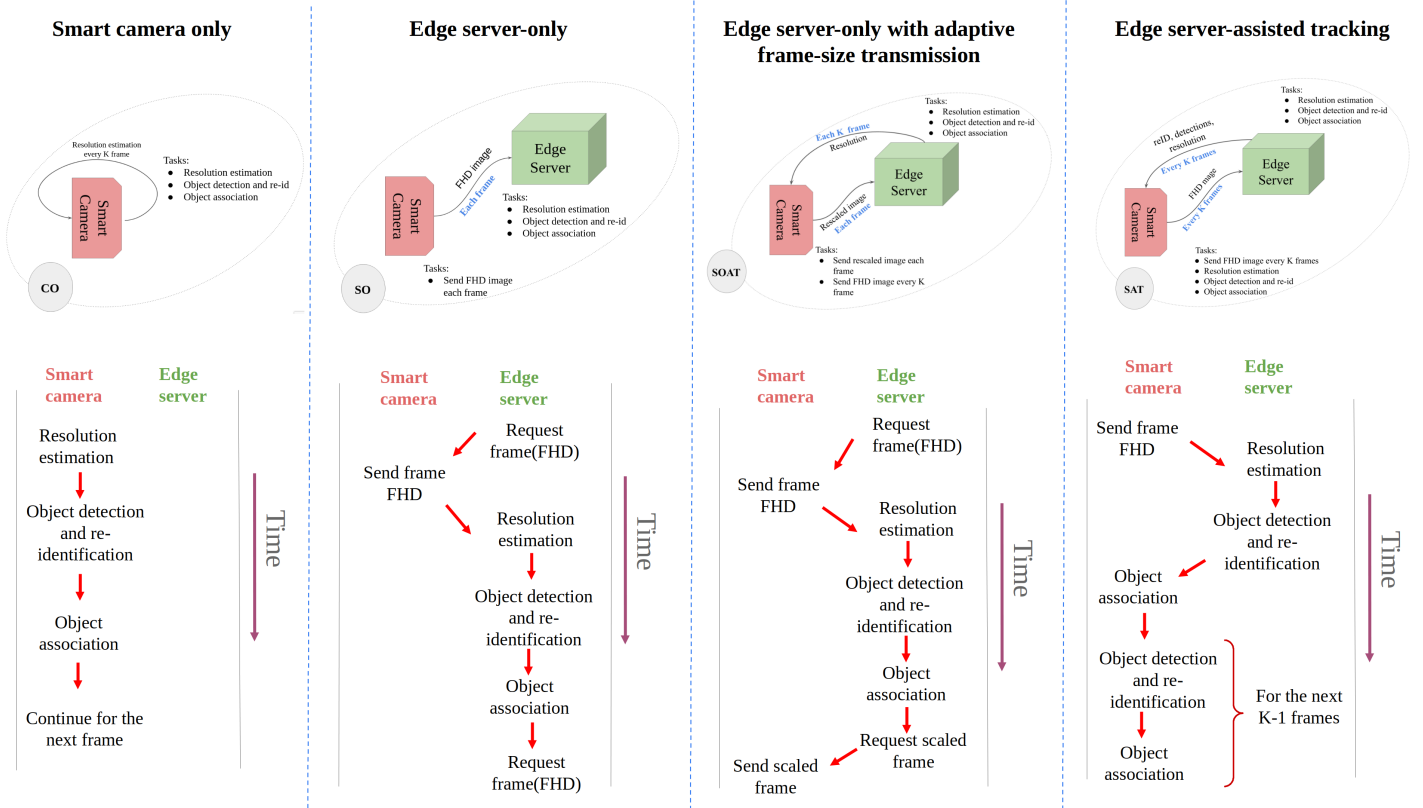 Smart camera only
Resolution estimation
every K frame
Tasks:
● Resolution estimation
● Object detection and re-id
● Object association
Smart
Camera
CO
Smart
camera
Edge
server
Resolution
estimation
Object detection
and re-
identification
Object
association
Continue for the
next frame
Time
Edge server-only
Edge
Server
FHD image
Each frame
Smart
Camera
Tasks:
● Resolution estimation
● Object detection and re-id
● Object association
Tasks:
● Send FHD image
each frame
SO
Smart
camera
Edge
server
Request
frame(FHD)
Send frame
FHD
Resolution
estimation
Object detection
and re-
identification
Object
association
Request
frame(FHD)
Time
Edge server-only with adaptive
frame-size transmission
Tasks:
● Resolution estimation
● Object detection and re-id
● Object association
Each K frame
Resolution
Edge
Server
Smart
Camera
Rescaled image
Each frame
Tasks:
● Send rescaled image each
frame
● Send FHD image every K
frame
SOAT
Smart
camera
Edge
server
Request
frame(FHD)
Send frame
FHD
Resolution
estimation
Object detection
and re-
identification
Object
association
Request scaled
frame
Send scaled
frame
Time
Edge server-assisted tracking
Tasks:
● Resolution estimation
● Object detection and re-id
● Object association
reID, detections,
resolution
Every K frames
Edge
Server
Smart
Camera
FHD mage
Every K frames
Tasks:
● Send FHD image every K frames
● Resolution estimation
● Object detection and re-id
● Object association
SAT
Smart
camera
Edge
server
Send frame
FHD
Resolution
estimation
Object detection
and re-
identification
Object
association
Object detection
and re-
identification
Object
association
For the next
K-1 frames
Time